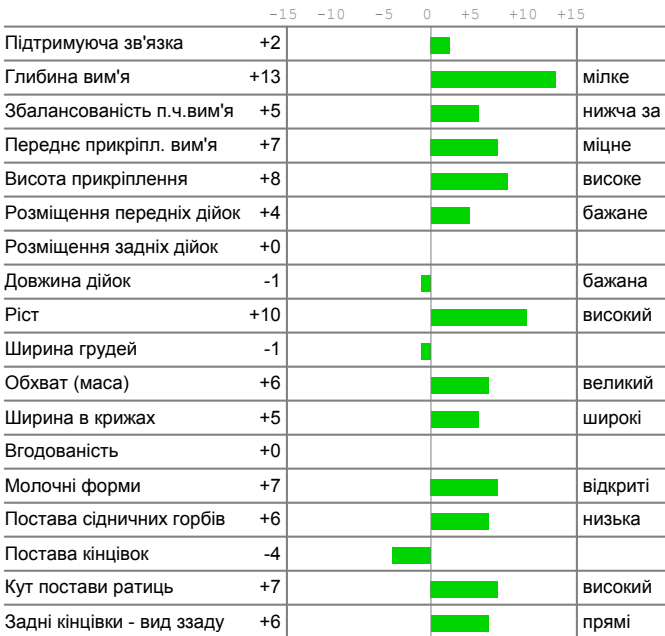 -15 -10 -5 0 +5 +10 +15
Підтримуюча зв'язка +2
Глибина вим'я +13 мілке
Збалансованість п.ч.вим'я +5 нижча за
Переднє прикріпл. вим'я +7 міцне
Висота прикріплення +8 високе
Розміщення передніх дійок +4 бажане
Розміщення задніх дійок +0
Довжина дійок -1 бажана
Ріст +10 високий
Ширина грудей -1
Обхват (маса) +6 великий
Ширина в крижах +5 широкі
Вгодованість +0
Молочні форми +7 відкриті
Постава сідничних горбів +6 низька
Постава кінцівок -4
Кут постави ратиць +7 високий
Задні кінцівки - вид ззаду +6 прямі